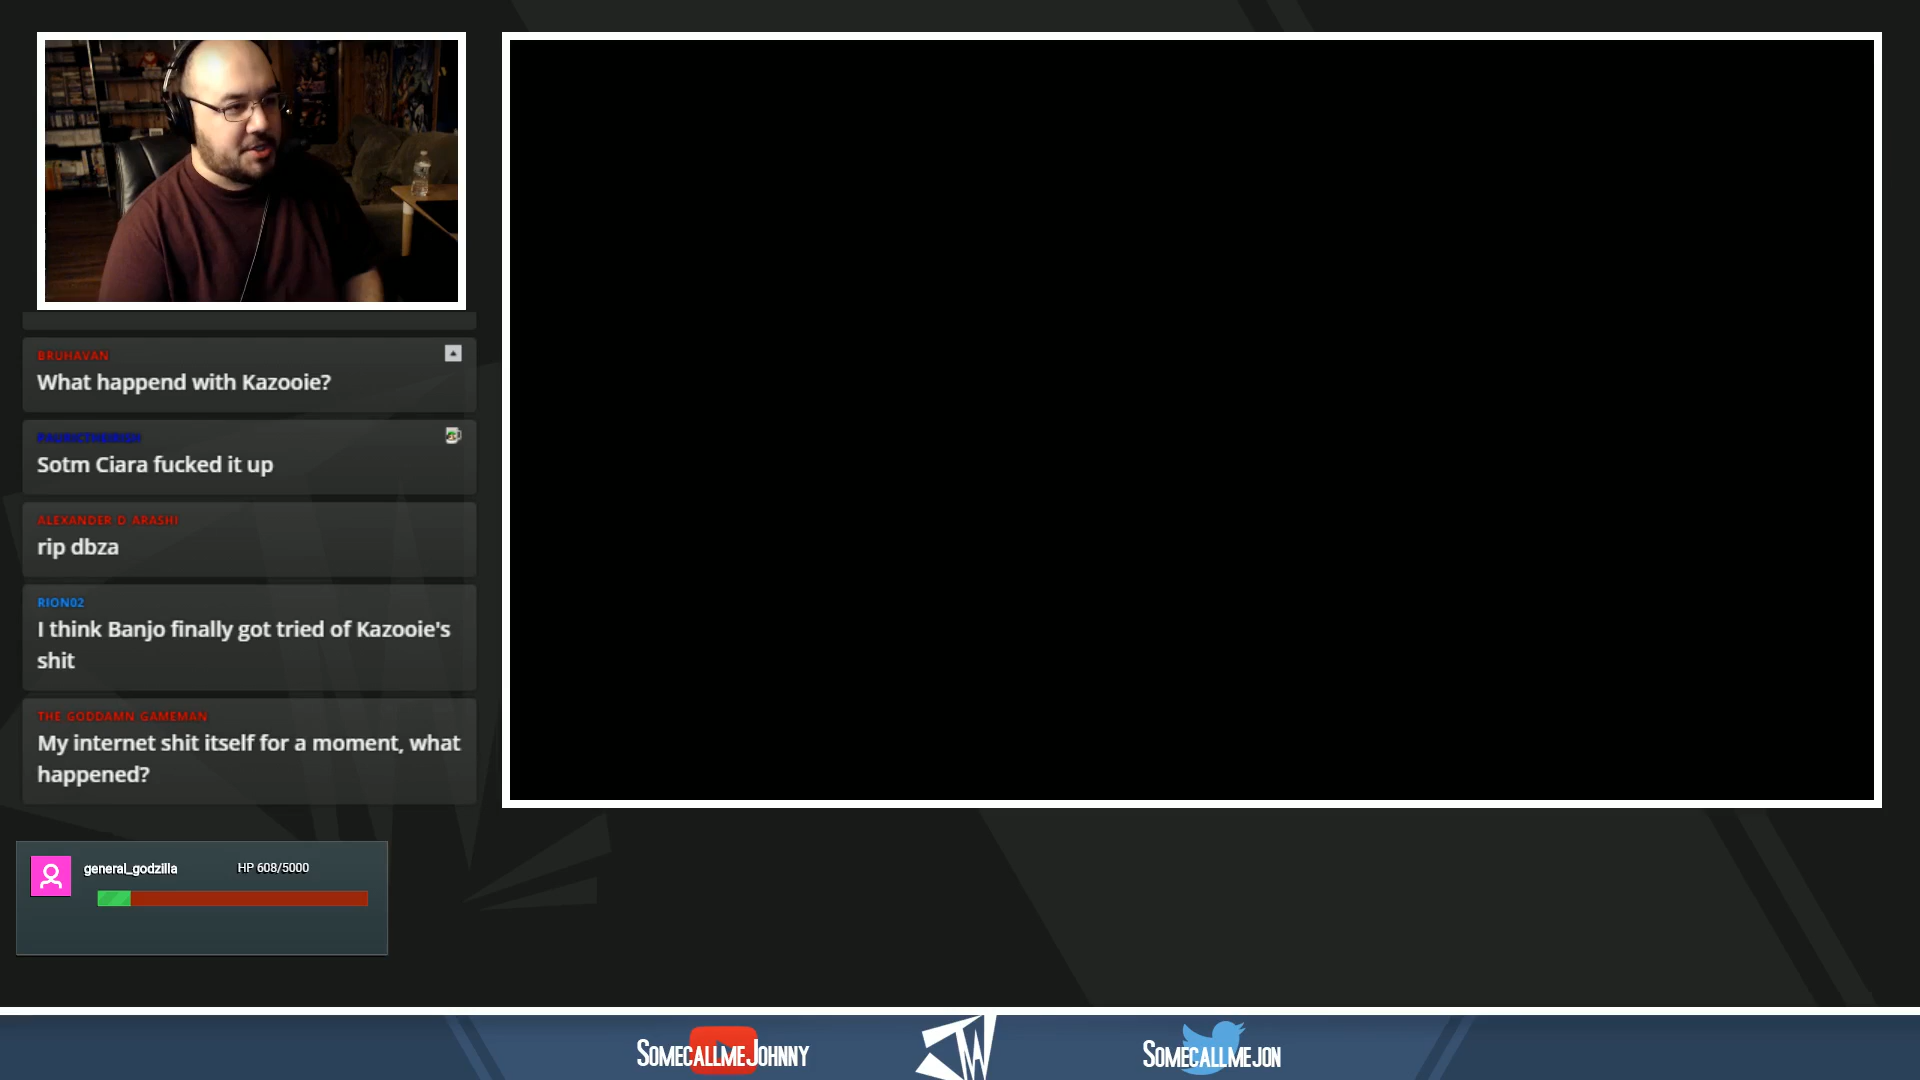 BRUHAVAN
What happend with Kazooie?
Sotm Ciara fucked it up
ALEXANDER D ARASHI
rip dbza
RION02
I think Banjo finally got tried of Kazooie's
shit
THE GODDAMN GAMEMAN
My internet shit itself for a moment, what
happened?
general_godzilla HP 608/5000
SOMECALLMEJOHNNY
SOMECALLMEJON